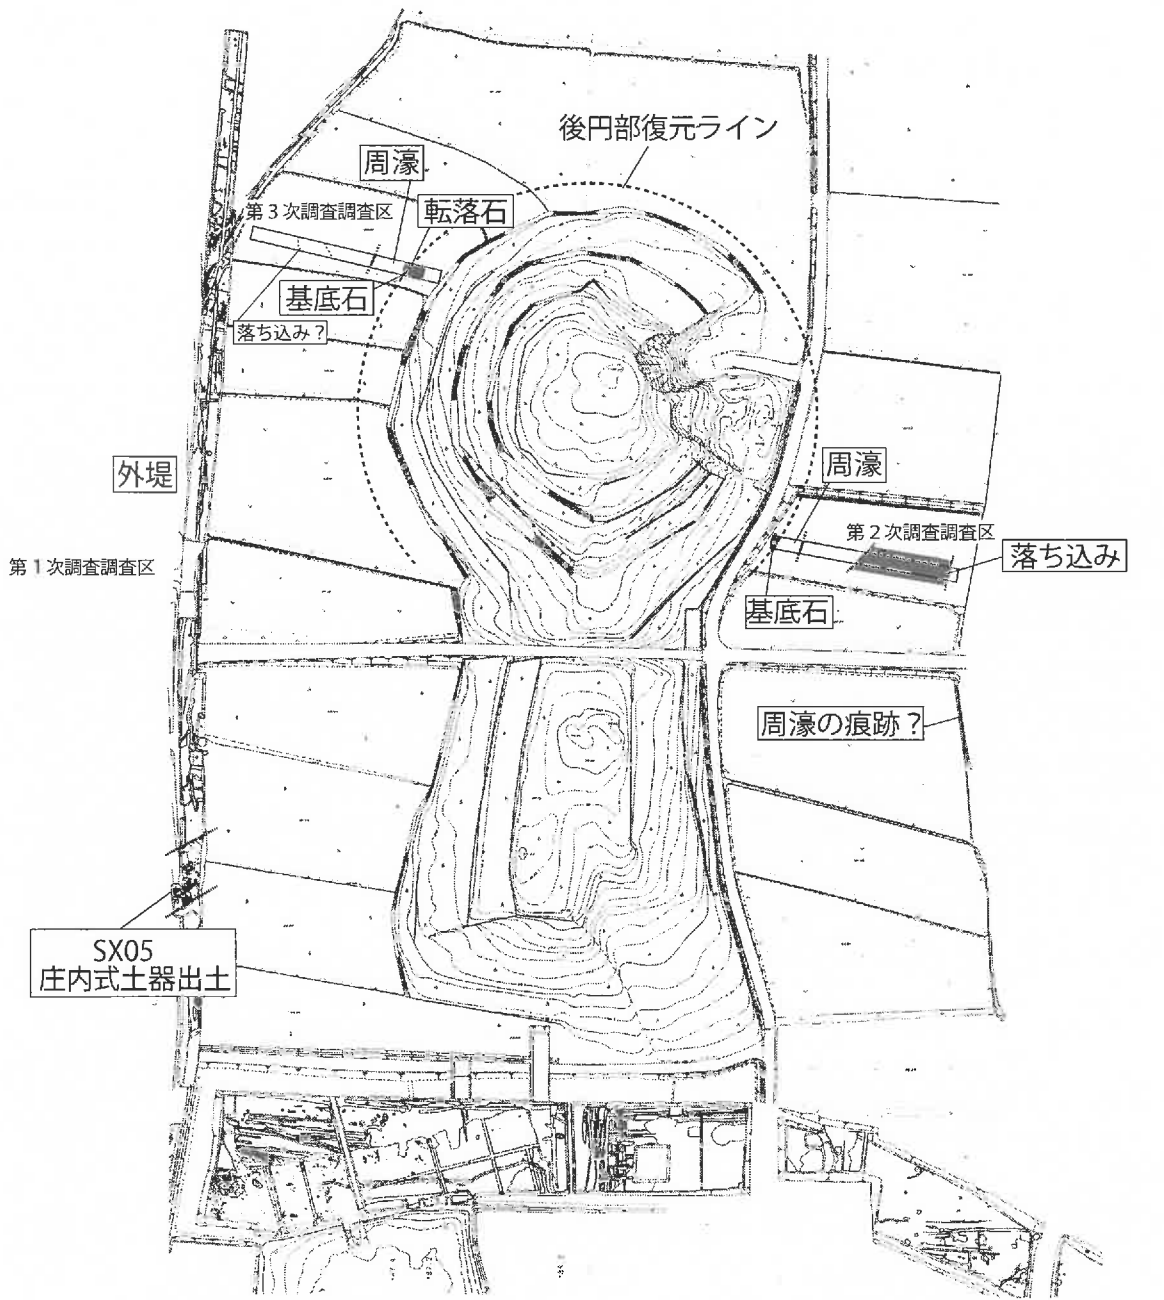 後円部復元ライン
周濠
第3次調査調査区
転落石
基底石
落ち込み?
外堤
周濠
第2次調査調査区
落ち込み
第1次調査調査区
基底石
周濠の痕跡?
SX05
庄内式土器出土